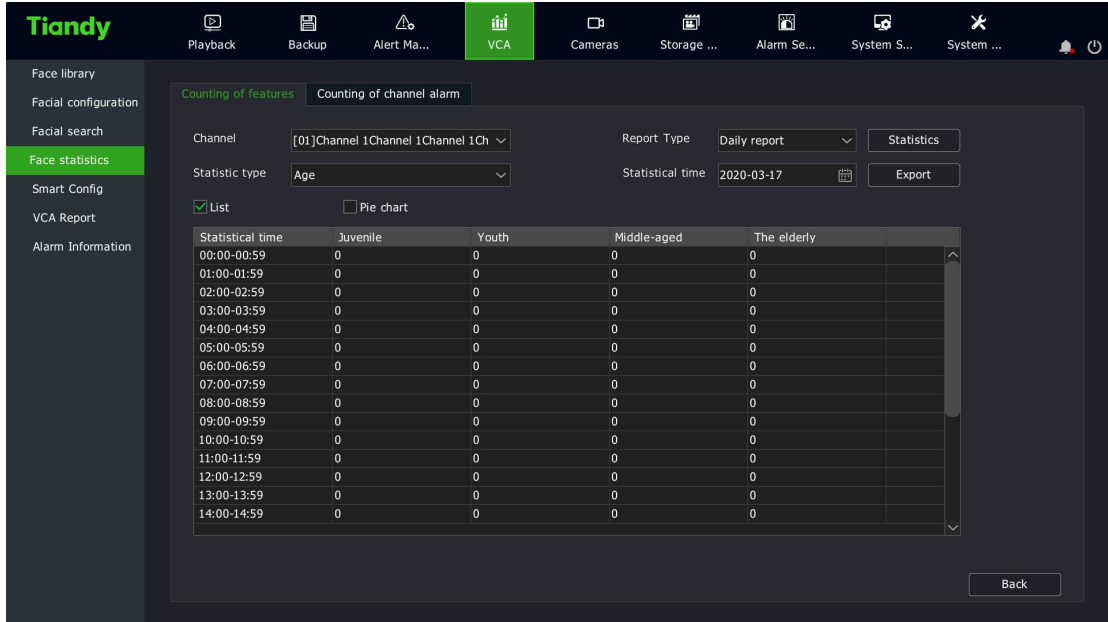 Tiandy
Playback Backup Alert Ma... VCA Cameras Storage ... Alarm Se... System S... System ...
Face library
Facial configuration
Facial search
Face statistics
Smart Config
VCA Report
Alarm Information
Counting of features Counting of channel alarm
Channel [01]Channel 1Channel 1Channel 1Ch Report Type Daily report Statistics
Statistic type Age Statistical time 2020-03-17 Export
List Pie chart
Statistical time Juvenile Youth Middle-aged The elderly
00:00-00:59 0 0 0 0
01:00-01:59 0 0 0 0
02:00-02:59 0 0 0 0
03:00-03:59 0 0 0 0
04:00-04:59 0 0 0 0
05:00-05:59 0 0 0 0
06:00-06:59 0 0 0 0
07:00-07:59 0 0 0 0
08:00-08:59 0 0 0 0
09:00-09:59 0 0 0 0
10:00-10:59 0 0 0 0
11:00-11:59 0 0 0 0
12:00-12:59 0 0 0 0
13:00-13:59 0 0 0 0
14:00-14:59 0 0 0 0
Back